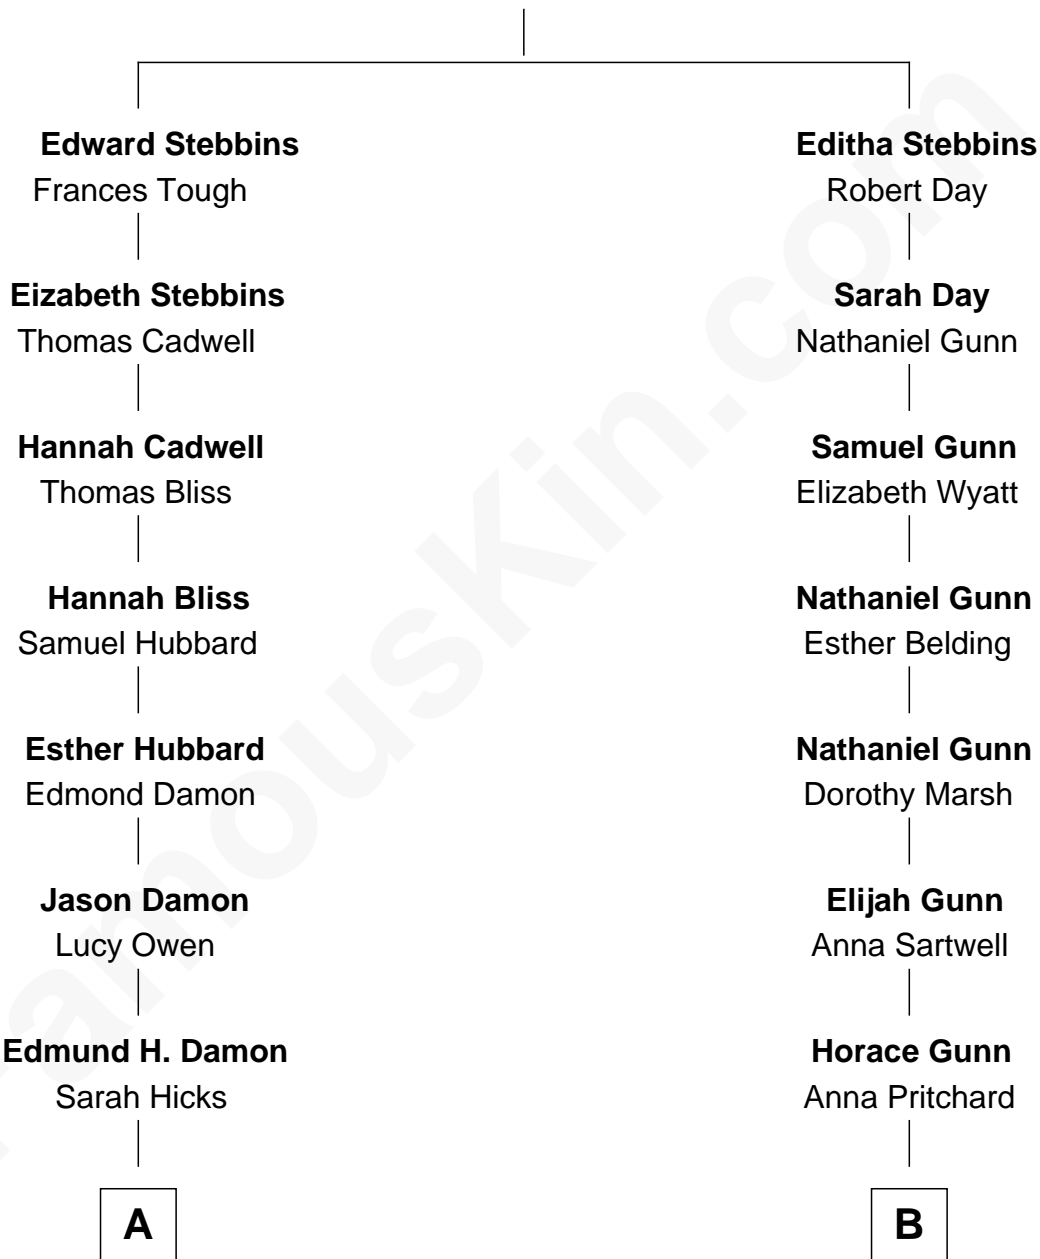 Edward Stebbins
Frances Tough
Eizabeth Stebbins
Thomas Cadwell
Hannah Cadwell
Thomas Bliss
Hannah Bliss
Samuel Hubbard
Esther Hubbard
Edmond Damon
Jason Damon
Lucy Owen
Edmund H. Damon
Sarah Hicks
A
Editha Stebbins
Robert Day
Sarah Day
Nathaniel Gunn
Samuel Gunn
Elizabeth Wyatt
Nathaniel Gunn
Esther Belding
Nathaniel Gunn
Dorothy Marsh
Elijah Gunn
Anna Sartwell
Horace Gunn
Anna Pritchard
B
FamousKin.com